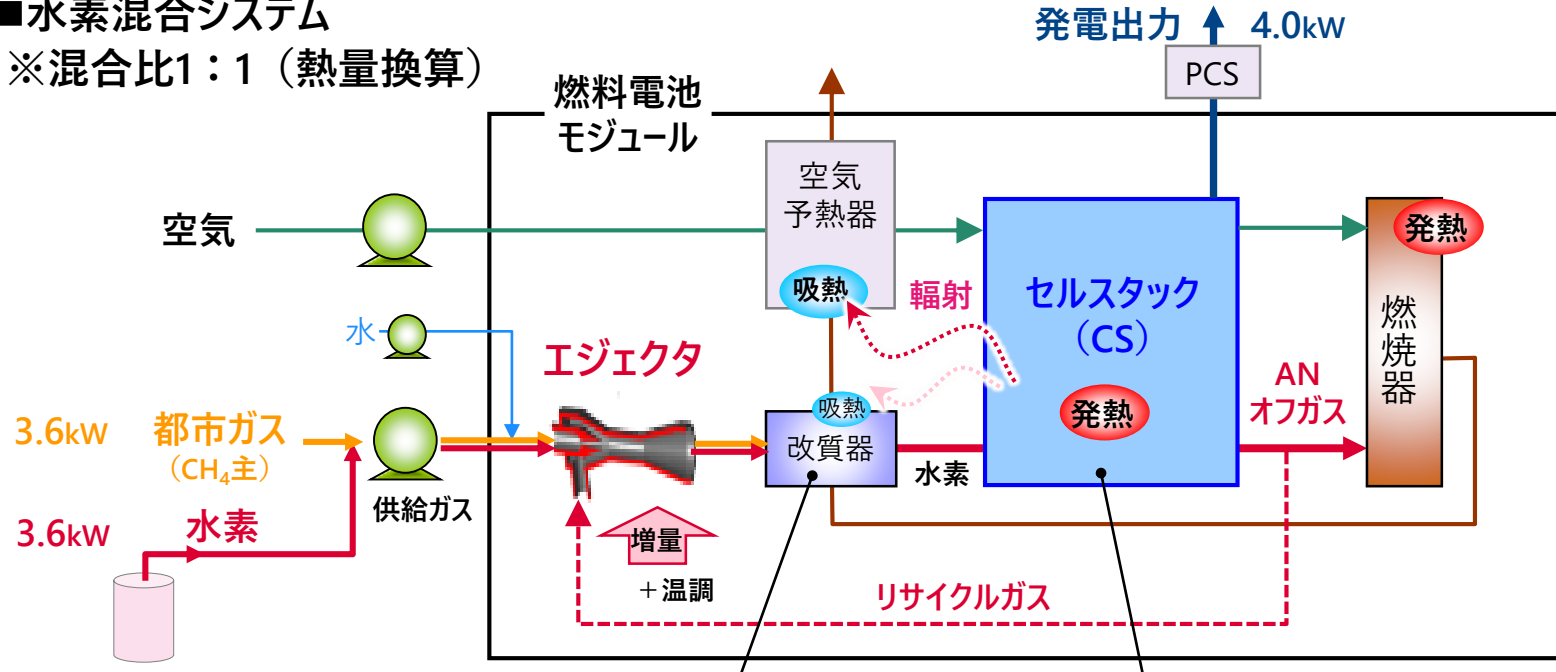 ■水素混合システム
※混合比1：1（熱量換算）
発電出力 4.0kW
PCS
燃料電池
モジュール
空気
空気
予熱器
吸熱
輻射
セルスタック
（CS）
発熱
発熱
燃焼器
水
エジェクタ
吸熱
改質器
水素
AN
オフガス
3.6kW 都市ガス
（CH₄主）
供給ガス
3.6kW 水素
増量
＋温調
リサイクルガス